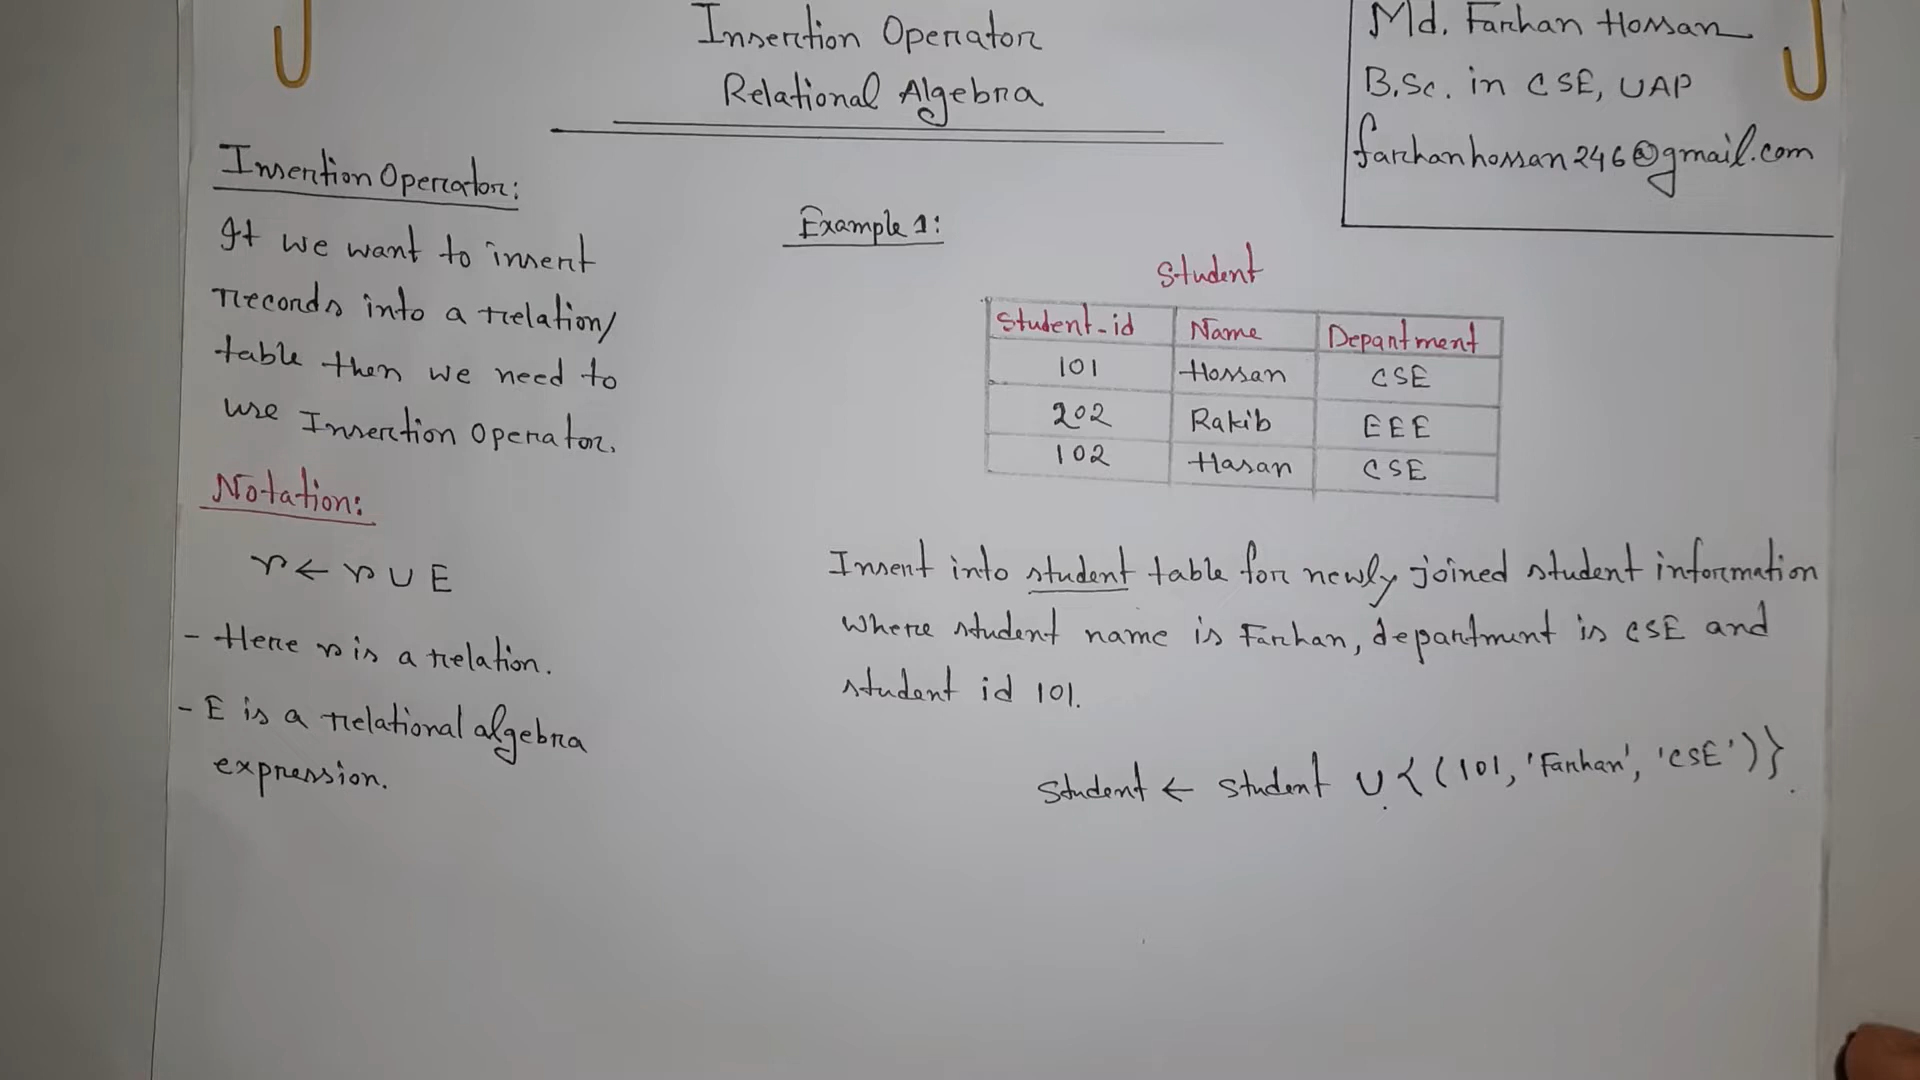 Insertion Operator
Relational Algebra
Md. Farhan Hossan
B.Sc. in CSE, UAP
farhanhossan246@gmail.com
Insertion Operator:
If we want to insert
records into a relation/
table then we need to
use Insertion Operator.
Notation:
r ← r ∪ E
- Here r is a relation.
- E is a relational algebra
expression.
Example 1:
Student
Student-id Name Department
101 Hossan CSE
202 Rakib EEE
102 Hasan CSE
Insert into student table for newly joined student information
where student name is Farhan, department is CSE and
student id 101.
Student ← Student ∪ {(101, 'Farhan', 'CSE')}